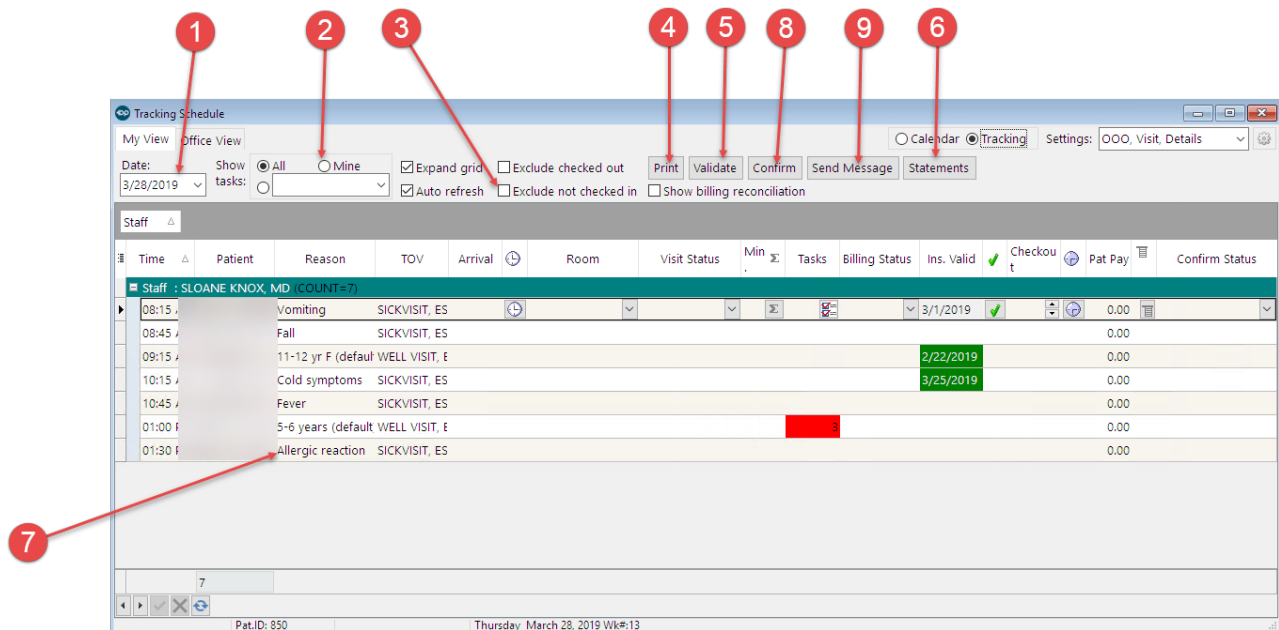 1 2 3 4 5 8 9 6
Tracking Schedule
My View Office View Calendar Tracking Settings: OOO, Visit, Details
Date: Show All Mine Expand grid Exclude checked out Print Validate Confirm Send Message Statements
3/28/2019 tasks: Auto refresh Exclude not checked in Show billing reconciliation
Staff
Time Patient Reason TOV Arrival Room Visit Status Min Σ Tasks Billing Status Ins. Valid Checkou Pat Pay Confirm Status
. t
Staff : SLOANE KNOX, MD (COUNT=7)
08:15 Vomiting SICKVISIT, ES Σ 3/1/2019 0.00
08:45 Fall SICKVISIT, ES 0.00
09:15 11-12 yr F (defaul WELL VISIT, E 2/22/2019 0.00
10:15 Cold symptoms SICKVISIT, ES 3/25/2019 0.00
10:45 Fever SICKVISIT, ES 0.00
01:00 5-6 years (default WELL VISIT, E 3 0.00
01:30 Allergic reaction SICKVISIT, ES 0.00
7
7
Pat.ID: 850 Thursday March 28, 2019 Wk#:13